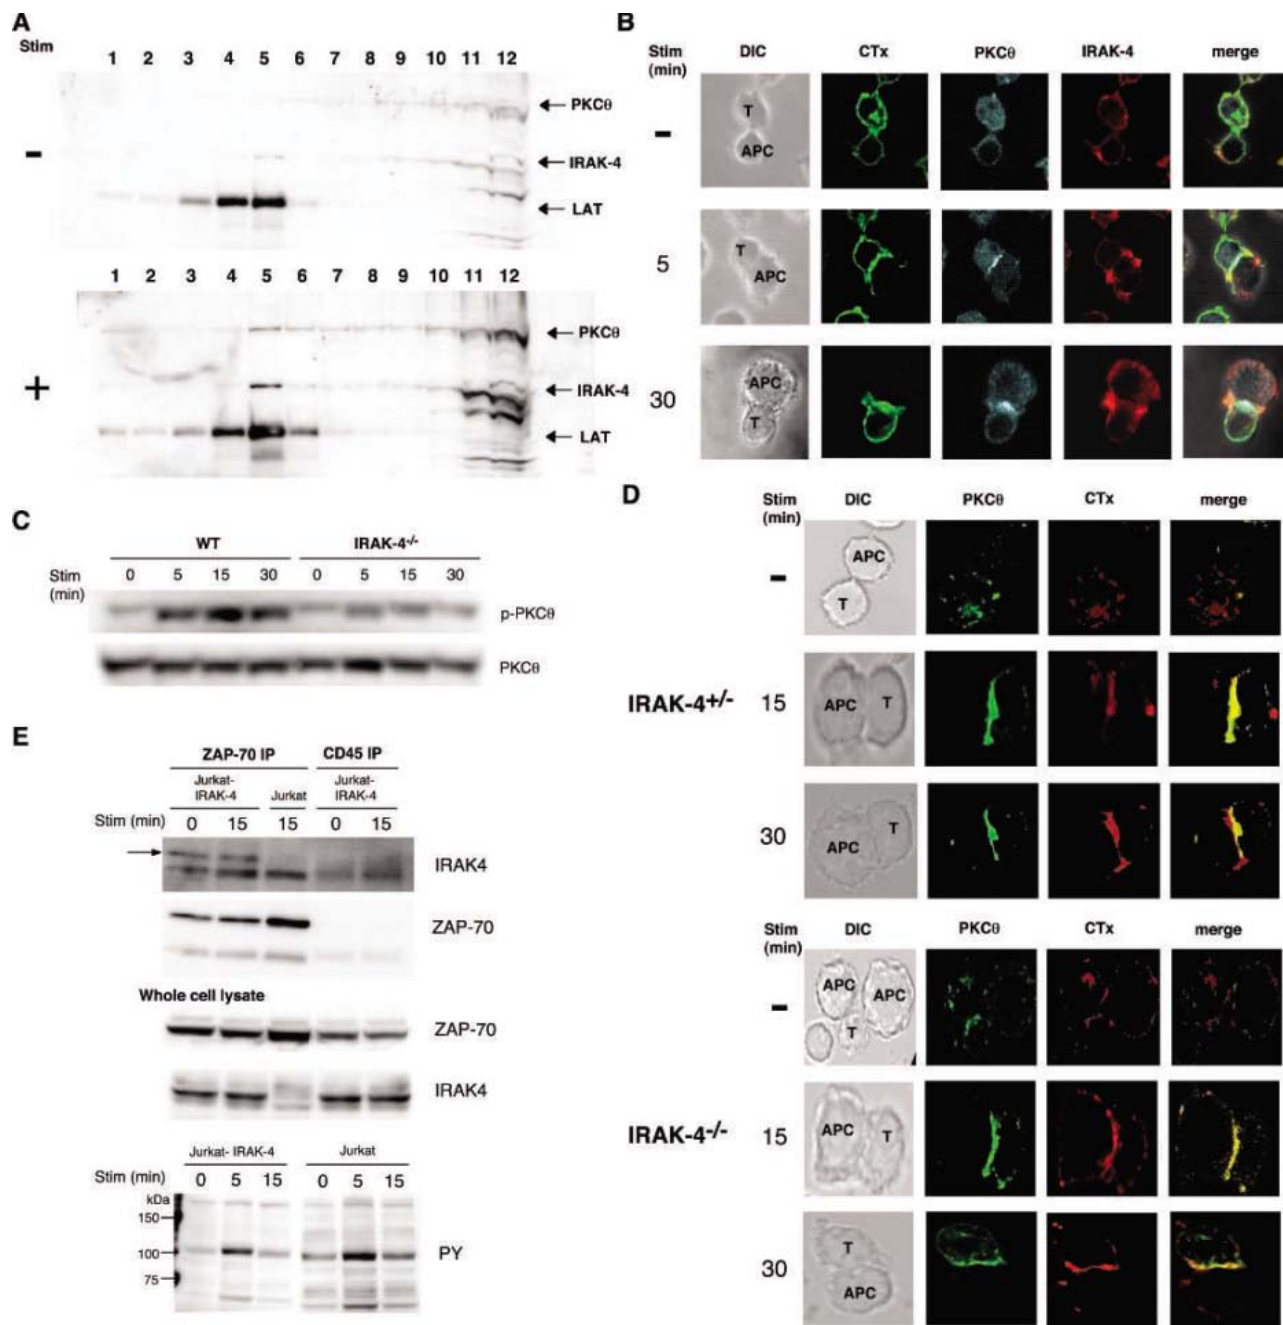 A
Stim
1 2 3 4 5 6 7 8 9 10 11 12
PKCθ
IRAK-4
LAT
-
1 2 3 4 5 6 7 8 9 10 11 12
PKCθ
IRAK-4
LAT
+
B
Stim (min) DIC CTx PKCθ IRAK-4 merge
-
T
APC
5
T
APC
30
APC
T
C
WT IRAK-4-/-
Stim (min) 0 5 15 30 0 5 15 30
p-PKCθ
PKCθ
D
Stim (min) DIC PKCθ CTx merge
IRAK-4+/-
-
APC
T
15
APC T
30
APC T
Stim (min) DIC PKCθ CTx merge
IRAK-4-/-
-
APC APC
T
15
APC T
30
T
APC
E
ZAP-70 IP CD45 IP
Jurkat-IRAK-4 Jurkat Jurkat-IRAK-4
Stim (min) 0 15 15 0 15
IRAK4
ZAP-70
Whole cell lysate
ZAP-70
IRAK4
Jurkat- IRAK-4 Jurkat
Stim (min) 0 5 15 0 5 15
kDa
150
100
75
PY